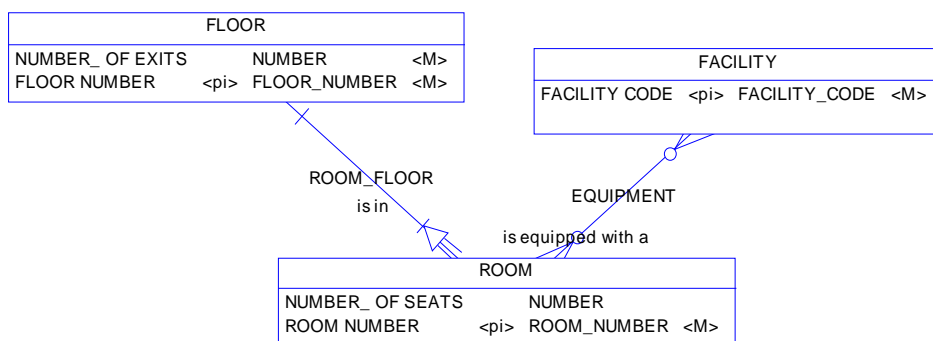 FLOOR
NUMBER_ OF EXITS NUMBER <M>
FLOOR NUMBER <pi> FLOOR_NUMBER <M>
FACILITY
FACILITY CODE <pi> FACILITY_CODE <M>
ROOM_FLOOR
is in
EQUIPMENT
is equipped with a
ROOM
NUMBER_ OF SEATS NUMBER
ROOM NUMBER <pi> ROOM_NUMBER <M>